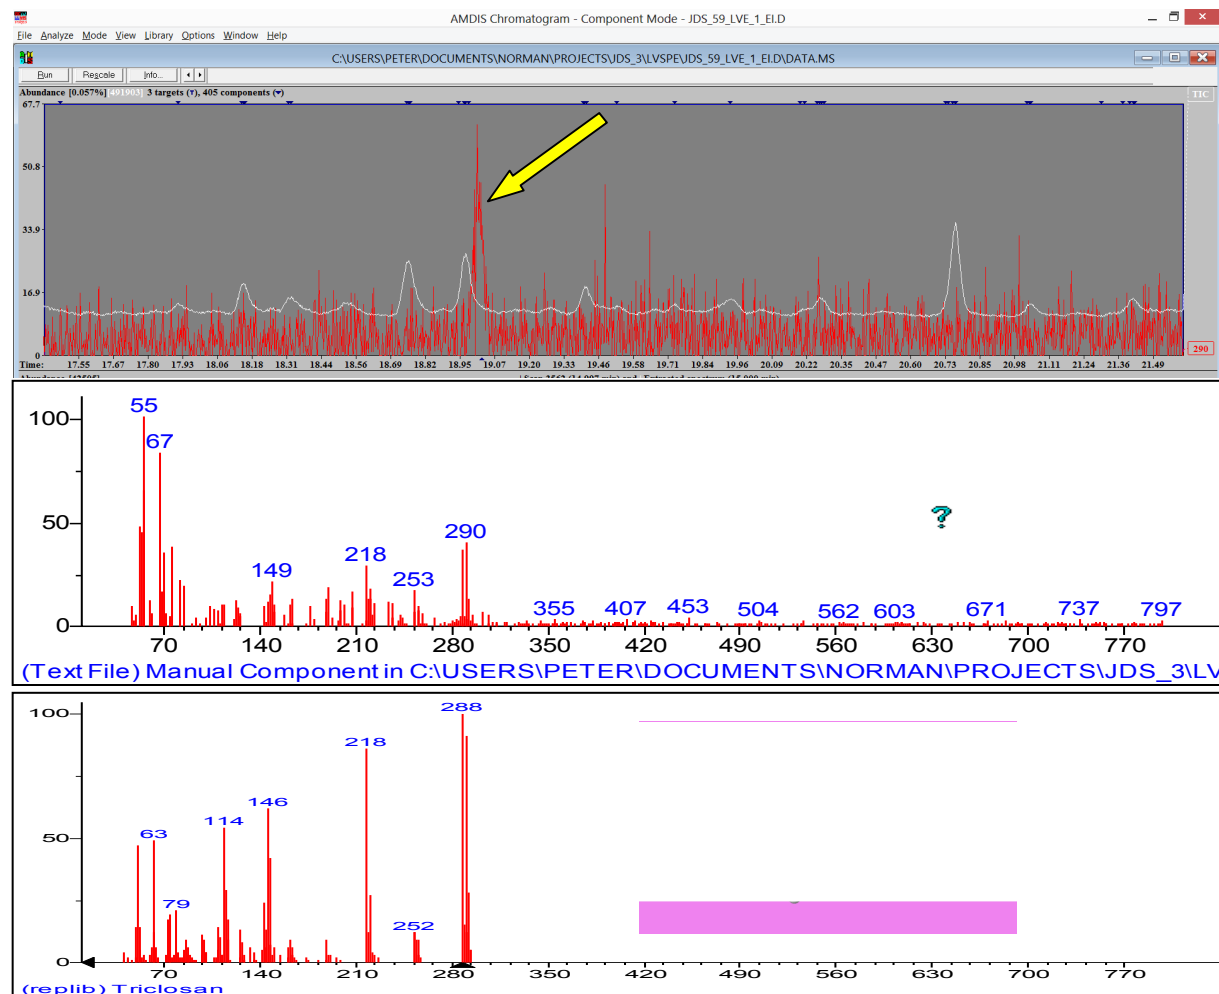 AMDIS Chromatogram - Component Mode - JDS_59_LVE_1_EI.D
File Analyze Mode View Library Options Window Help
C:\USERS\PETER\DOCUMENTS\NORMAN\PROJECTS\JDS_3\LVSPE\JDS_59_LVE_1_EI.D\DATA.MS
Run Rescale Info...
Abundance [0.057%] [491903] 3 targets (▼), 405 components (▼)
TIC
67.7
50.8
33.9
16.9
0
290
Time: 17.55 17.67 17.80 17.93 18.06 18.18 18.31 18.44 18.56 18.69 18.82 18.95 19.07 19.20 19.33 19.46 19.58 19.71 19.84 19.96 20.09 20.22 20.35 20.47 20.60 20.73 20.85 20.98 21.11 21.24 21.36 21.49
100
50
0
55
67
149
218
253
290
355 407 453 504 562 603 671 737 797
?
70 140 210 280 350 420 490 560 630 700 770
(Text File) Manual Component in C:\USERS\PETER\DOCUMENTS\NORMAN\PROJECTS\JDS_3\LV
100
50
0
63
79
114
146
218
252
288
70 140 210 280 350 420 490 560 630 700 770
(replib) Triclosan